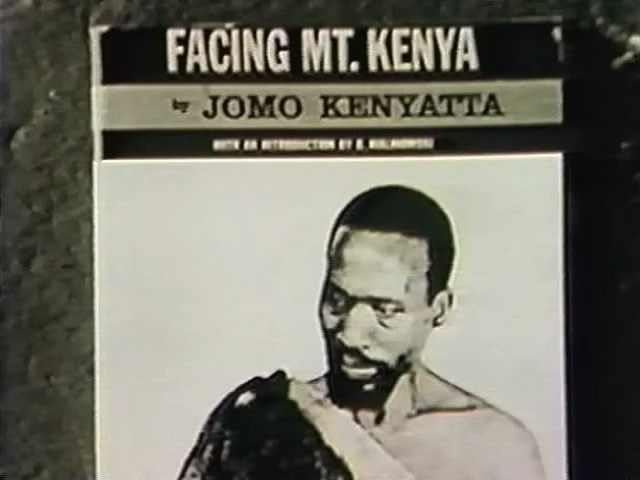 FACING MT. KENYA
by JOMO KENYATTA
WITH AN INTRODUCTION BY B. MALINOWSKI